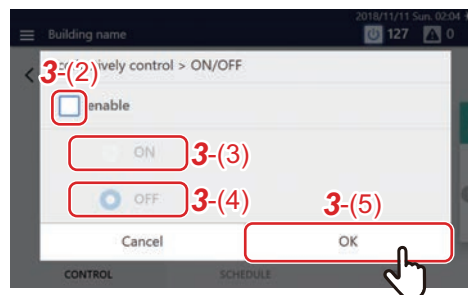 2018/11/11 Sun. 02:04
Building name
127
0
3-(2)
ively control > ON/OFF
enable
ON
3-(3)
OFF
3-(4)
3-(5)
Cancel
OK
CONTROL
SCHEDULE